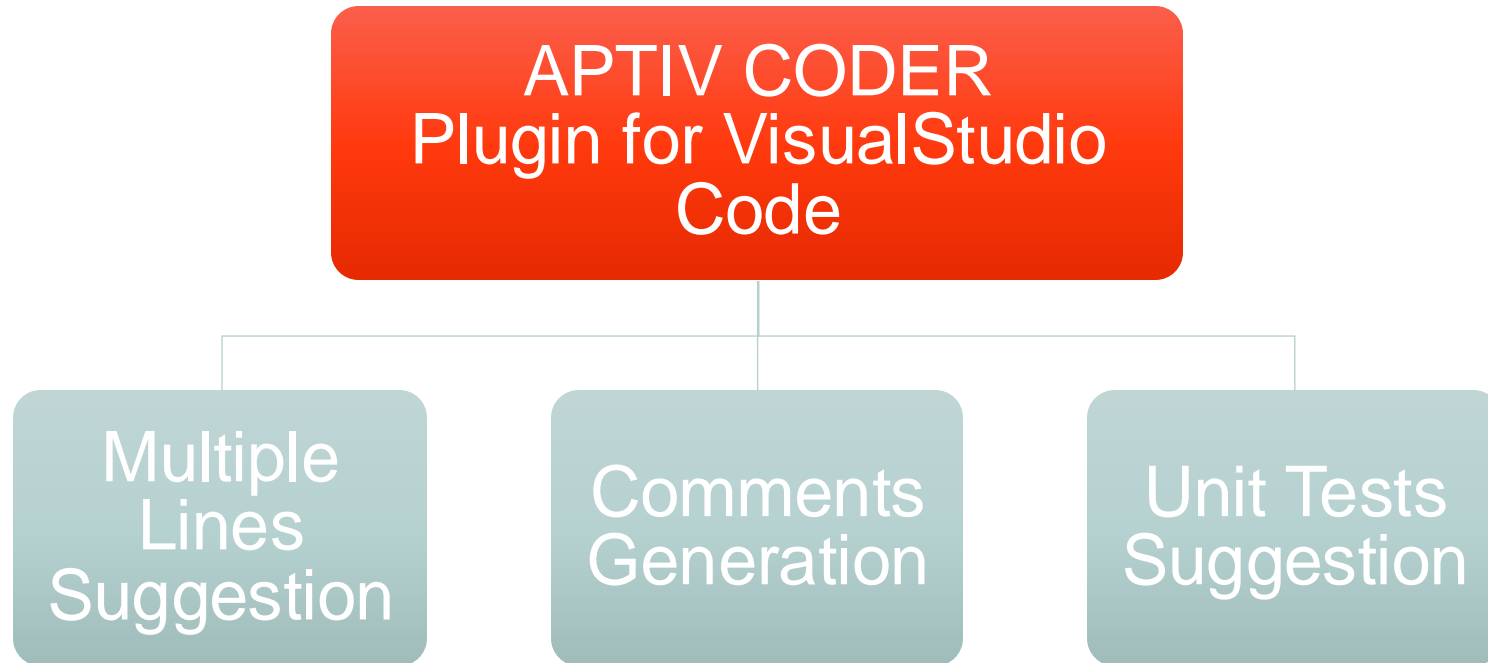 APTIV CODER
Plugin for VisualStudio
Code
Multiple
Lines
Suggestion
Comments
Generation
Unit Tests
Suggestion